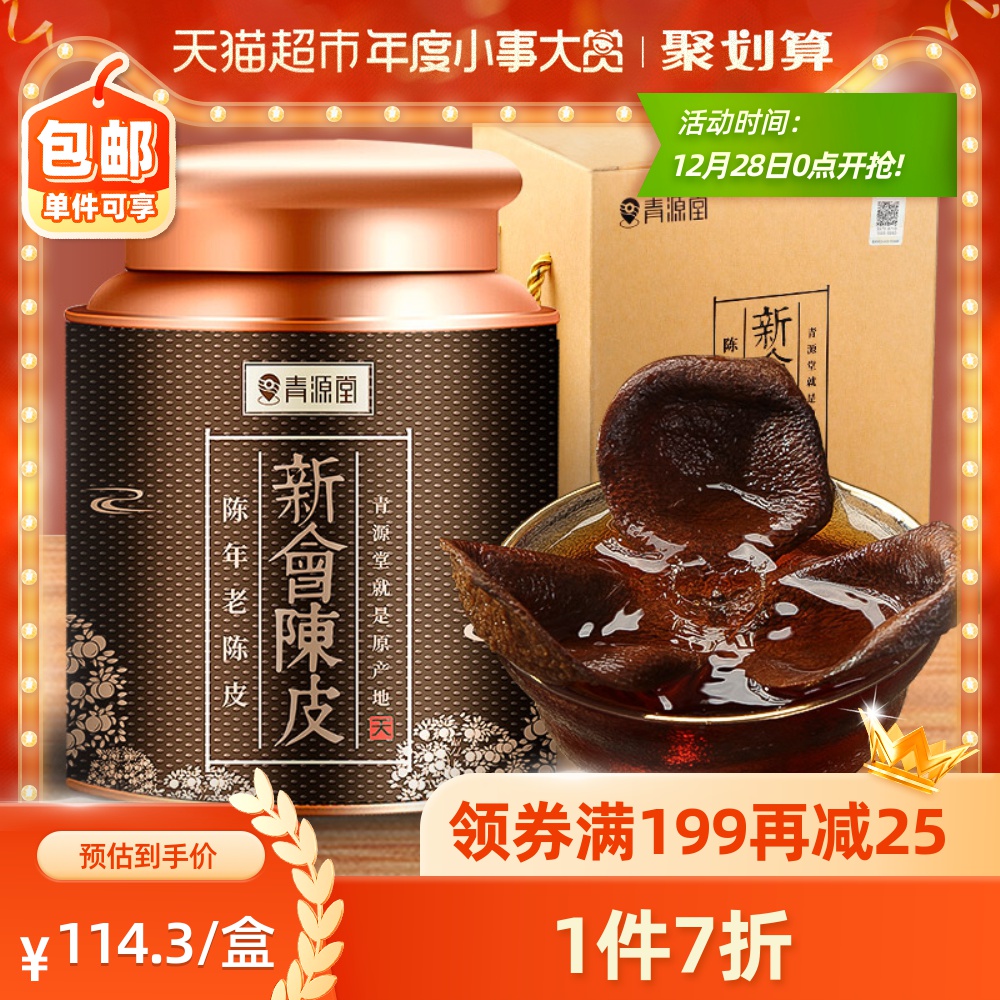 天猫超市年度小事大赏 | 聚划算
包邮
单件可享
活动时间：
12月28日0点开抢!
青源堂
新会
陈
青源堂就是
青源堂
新會陳皮
陈年老陈皮
青源堂就是原产地
天
领券满199再减25
预估到手价
¥114.3/盒
1件7折